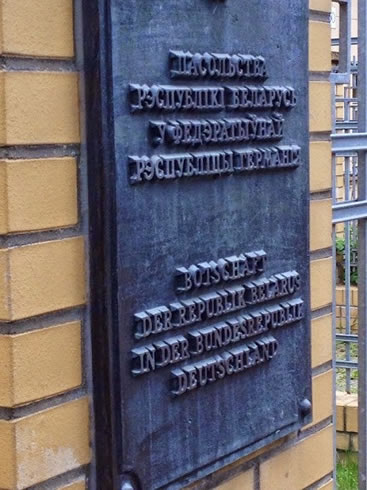 ПАСОЛЬСТВА
РЭСПУБЛІКІ БЕЛАРУСЬ
У ФЕДЭРАТЫЎНАЙ
РЭСПУБЛІЦЫ ГЕРМАНІЯ
BOTSCHAFT
DER REPUBLIK BELARUS
IN DER BUNDESREPUBLIK
DEUTSCHLAND